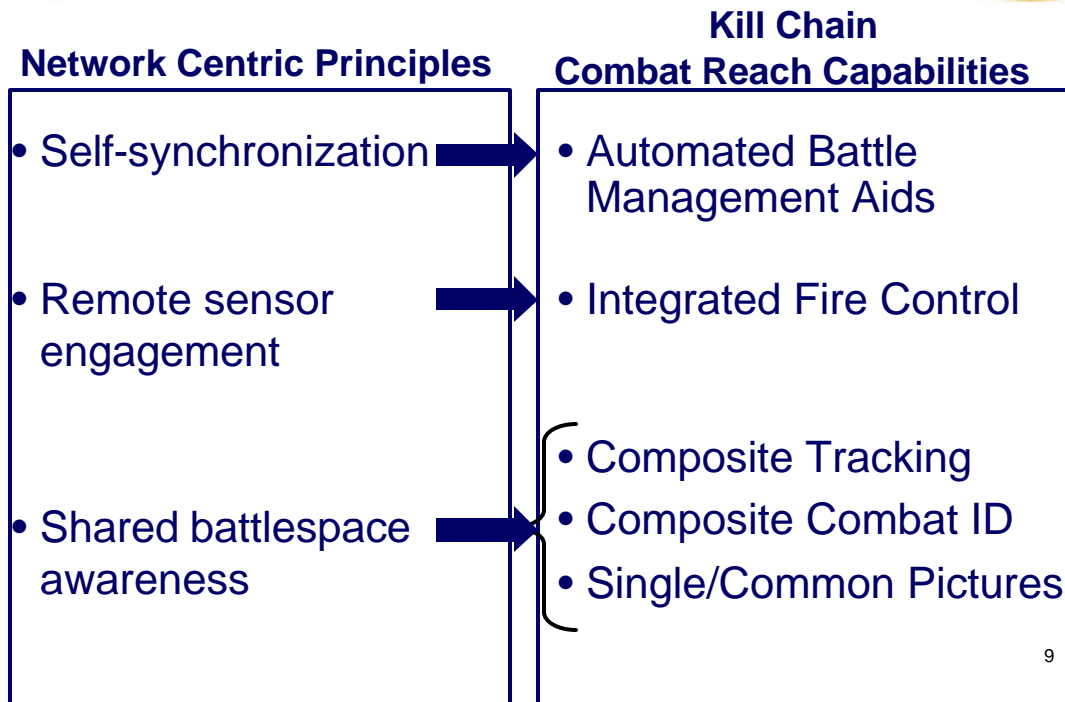 Network Centric Principles
• Self-synchronization
• Remote sensor
engagement
• Shared battlespace
awareness
Kill Chain
Combat Reach Capabilities
• Automated Battle
Management Aids
• Integrated Fire Control
• Composite Tracking
• Composite Combat ID
• Single/Common Pictures
9